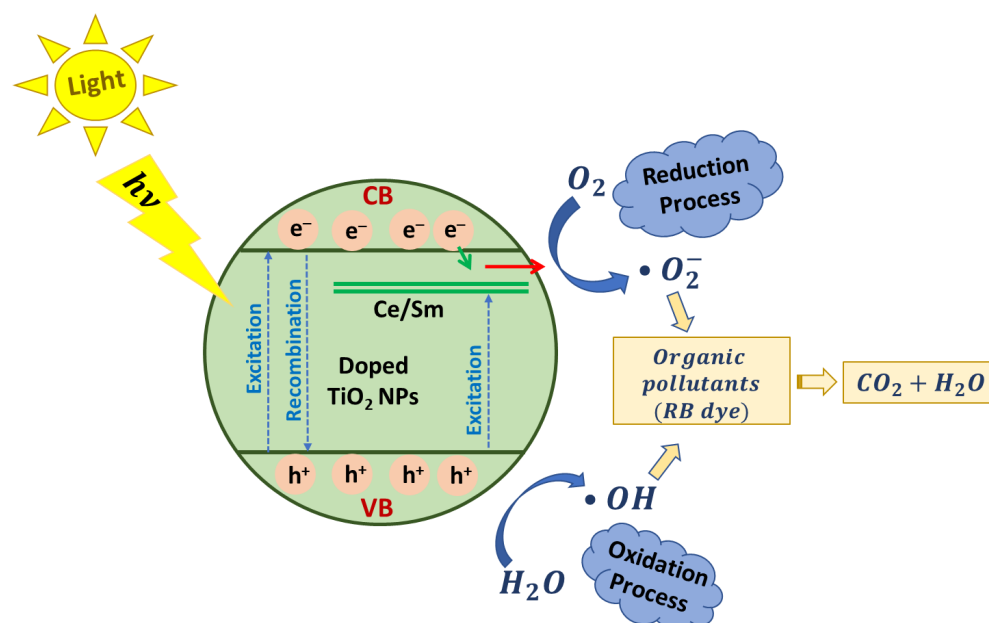 Light
hν
CB
e⁻ e⁻ e⁻ e⁻
Excitation
Recombination
Ce/Sm
Doped
TiO₂ NPs
Excitation
h⁺ h⁺ h⁺ h⁺
VB
O₂
Reduction
Process
• O₂⁻
Organic
pollutants
(RB dye)
CO₂ + H₂O
• OH
H₂O
Oxidation
Process